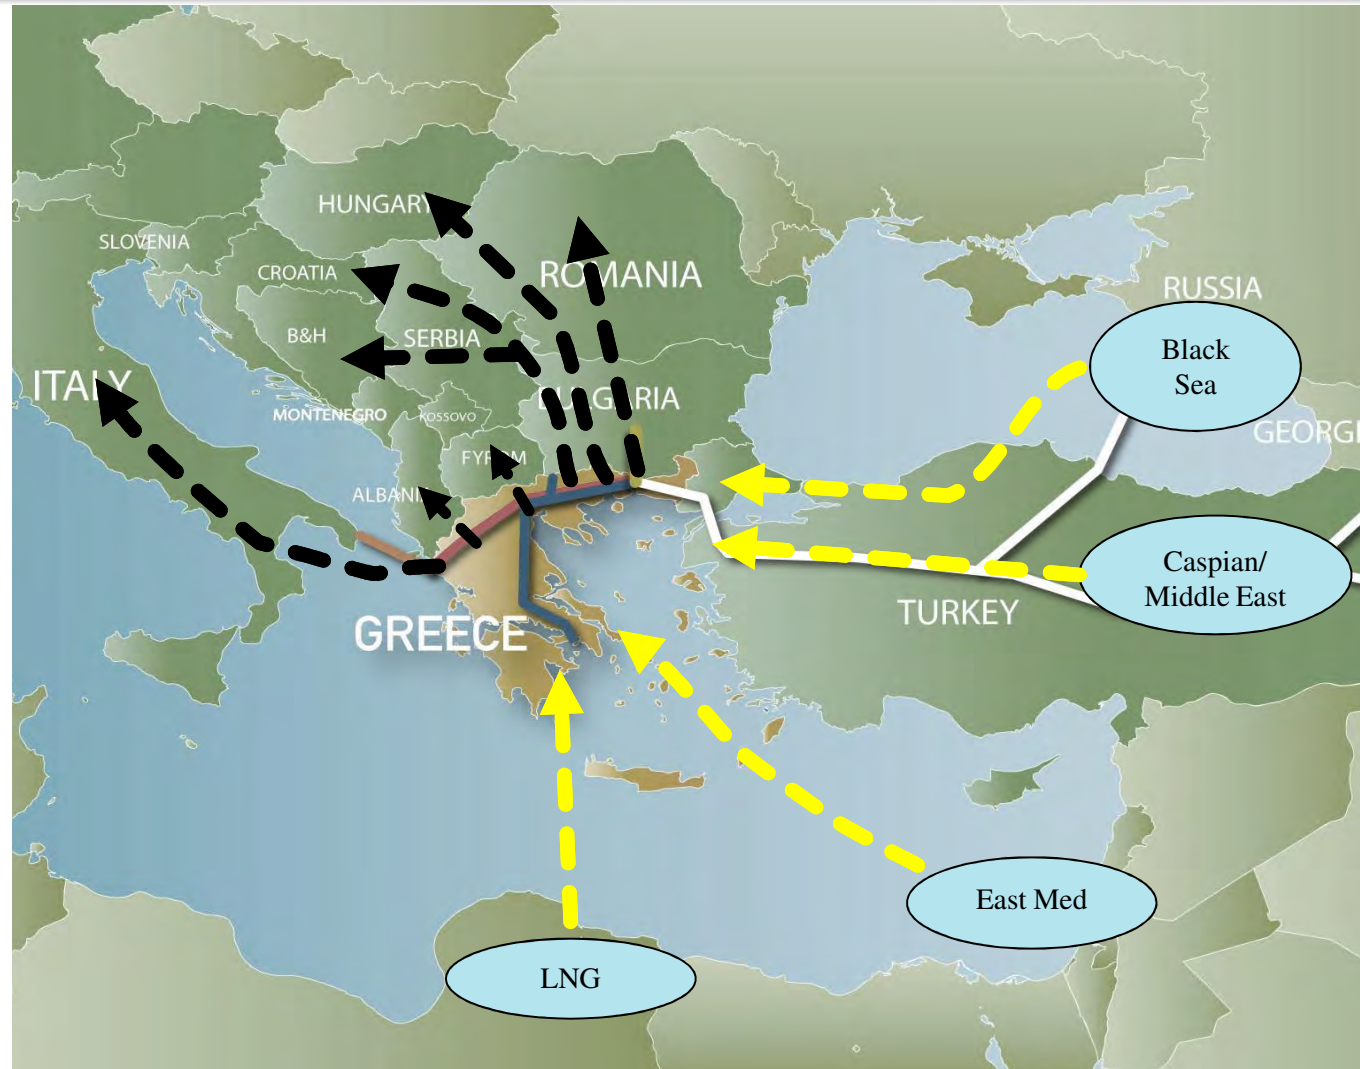 HUNGARY
SLOVENIA
CROATIA
ROMANIA
RUSSIA
B&H
SERBIA
Black
Sea
ITALY
BULGARIA
MONTENEGRO
KOSSOVO
GEORGI
FYROM
ALBANI
Caspian/
Middle East
TURKEY
GREECE
East Med
LNG